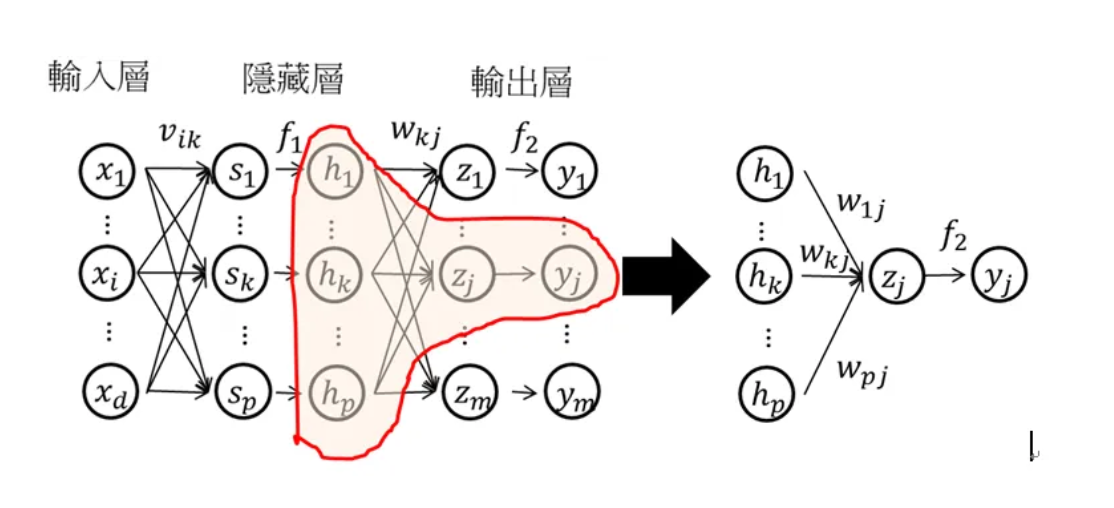 輸入層 隱藏層 輸出層
v_{ik} f_1 w_{kj} f_2
x_1 s_1 h_1 z_1 y_1 h_1
w_{1j}
⋮ ⋮ ⋮ ⋮ ⋮ ⋮
f_2
w_{kj}
x_i s_k h_k z_j y_j h_k z_j y_j
⋮ ⋮ ⋮ ⋮ ⋮ ⋮
w_{pj}
x_d s_p h_p z_m y_m h_p